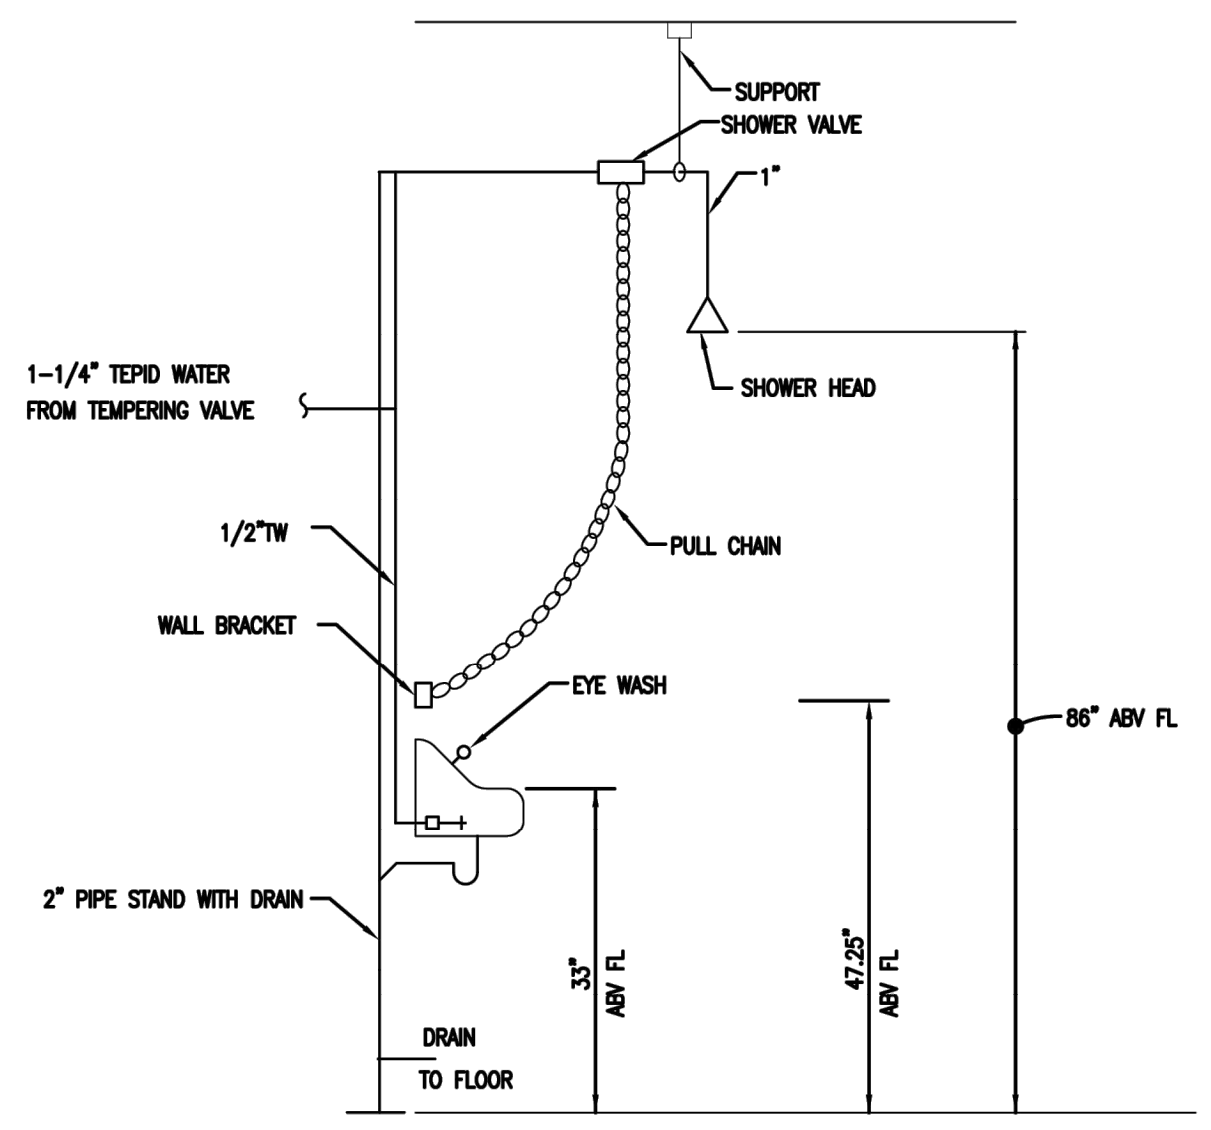 SUPPORT
SHOWER VALVE
1"
1-1/4" TEPID WATER
FROM TEMPERING VALVE
SHOWER HEAD
1/2"TW
PULL CHAIN
WALL BRACKET
EYE WASH
86" ABV FL
2" PIPE STAND WITH DRAIN
33"
ABV FL
47.25"
ABV FL
DRAIN
TO FLOOR